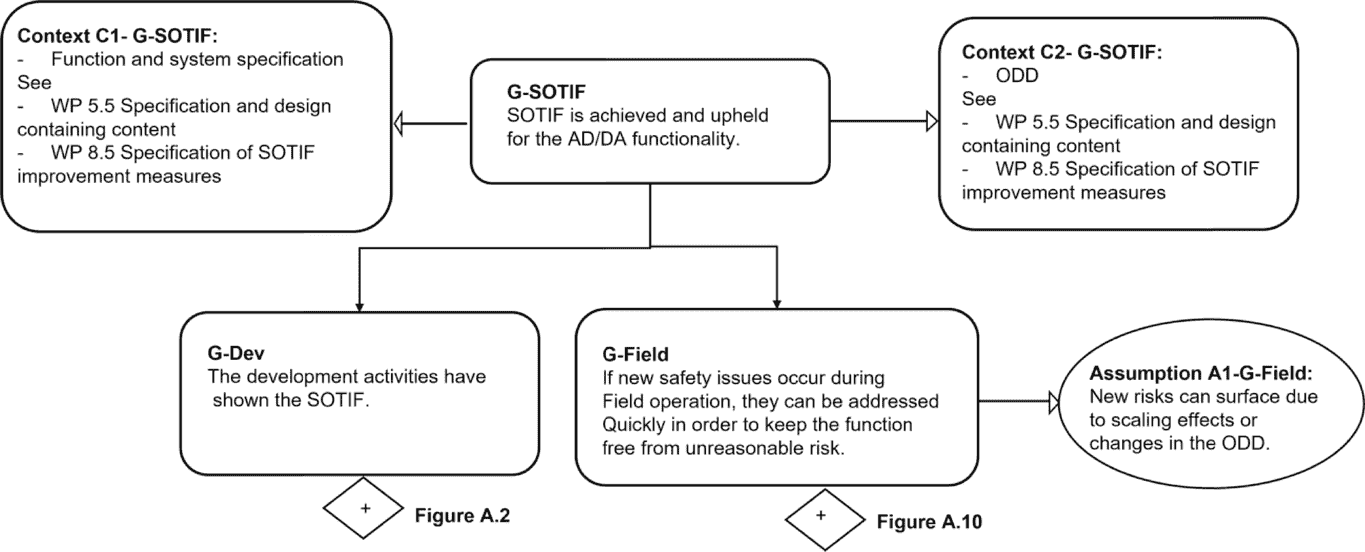 Context C1- G-SOTIF:
- Function and system specification
See
- WP 5.5 Specification and design
containing content
- WP 8.5 Specification of SOTIF
improvement measures
G-SOTIF
SOTIF is achieved and upheld
for the AD/DA functionality.
Context C2- G-SOTIF:
- ODD
See
- WP 5.5 Specification and design
containing content
- WP 8.5 Specification of SOTIF
improvement measures
G-Dev
The development activities have
shown the SOTIF.
+
Figure A.2
G-Field
If new safety issues occur during
Field operation, they can be addressed
Quickly in order to keep the function
free from unreasonable risk.
+
Figure A.10
Assumption A1-G-Field:
New risks can surface due
to scaling effects or
changes in the ODD.